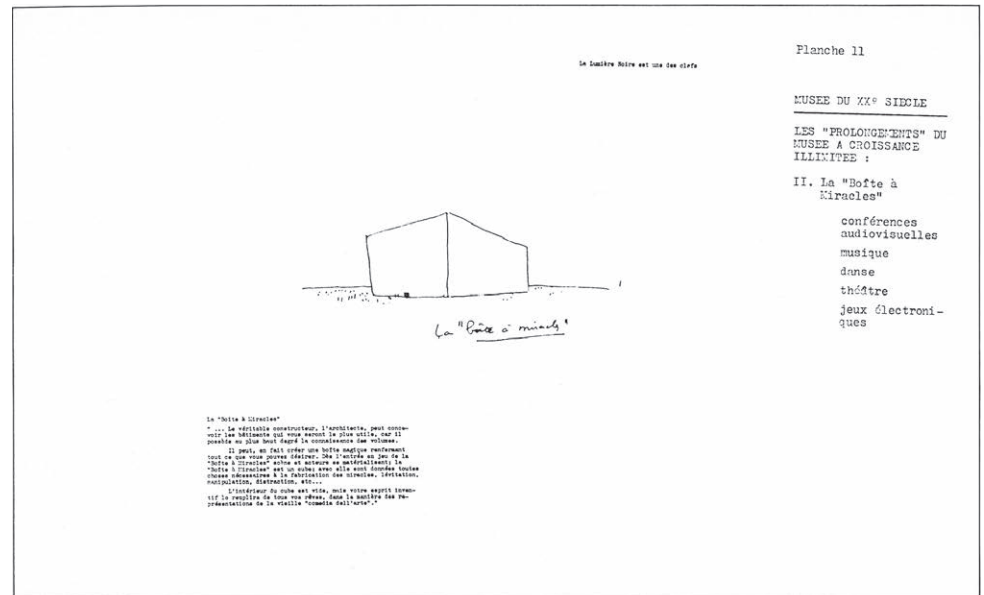 La Lumière Noire est une des clefs
Planche 11
MUSEE DU XXº SIECLE
LES "PROLONGEMENTS" DU
MUSEE A CROISSANCE
ILLIMITEE :
II. La "Boîte à
Miracles"
conférences
audiovisuelles
musique
danse
théâtre
jeux électroni-
ques
La "boîte à miracles"
La "Boîte à Miracles"
" ... Le véritable constructeur, l'architecte, peut conce-
voir les bâtiments qui vous seront le plus utile, car il
possède au plus haut degré la connaissance des volumes.
Il peut, en fait créer une boîte magique renfermant
tout ce que vous pouvez désirer. Dès l'entrée en jeu de la
"Boîte à Miracles" scène et acteurs se matérialisent; la
"Boîte à Miracles" est un cube; avec elle sont données toutes
choses nécessaires à la fabrication des miracles, lévitation,
manipulation, distraction, etc...
L'intérieur du cube est vide, mais votre esprit inven-
tif le remplira de tous vos rêves, dans la manière des re-
présentations de la vieille "comedia dell'arte"."